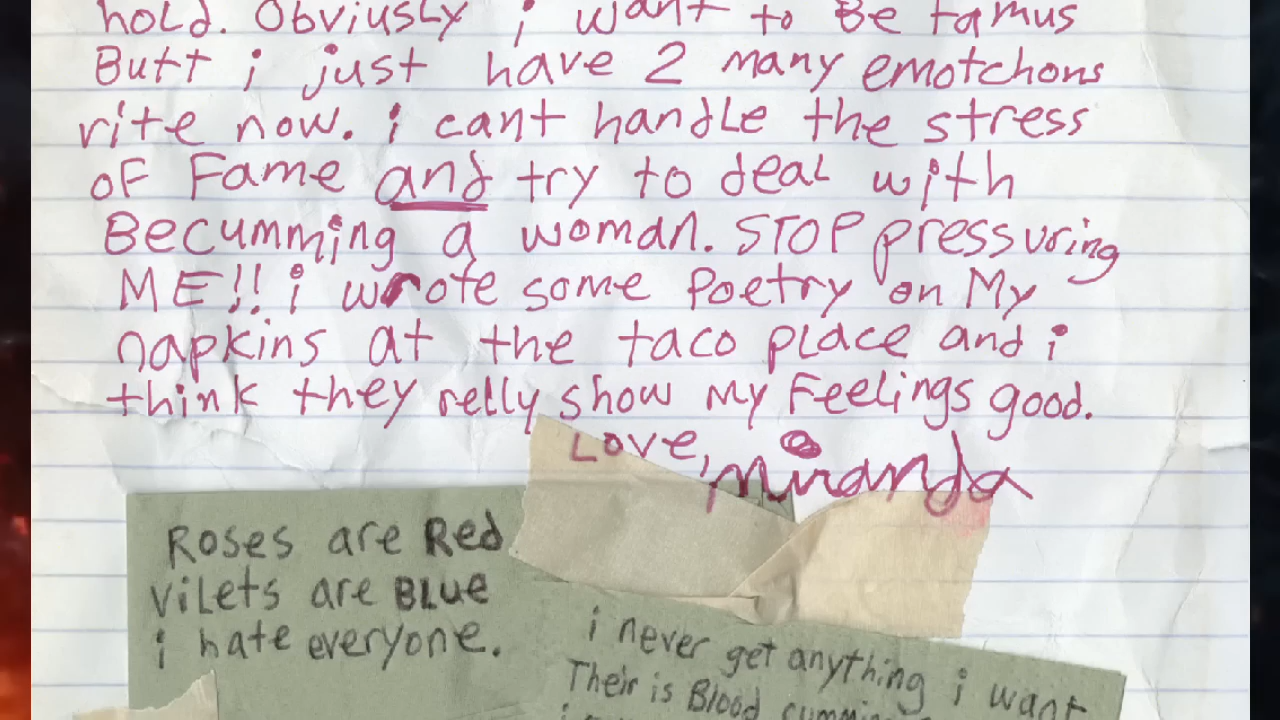 hold. Obviusly i want to Be famus
Butt i just have 2 many emotchons
rite now. i cant handle the stress
of Fame and try to deal with
Becumming a woman. STOP pressuring
ME!! i wrote some Poetry on My
napkins at the taco place and i
think they relly show My Feelings good.
Love,
Miranda
Roses are Red
ViLets are BLUE
i hate everyone.
i never get anything i want
Their is Blood